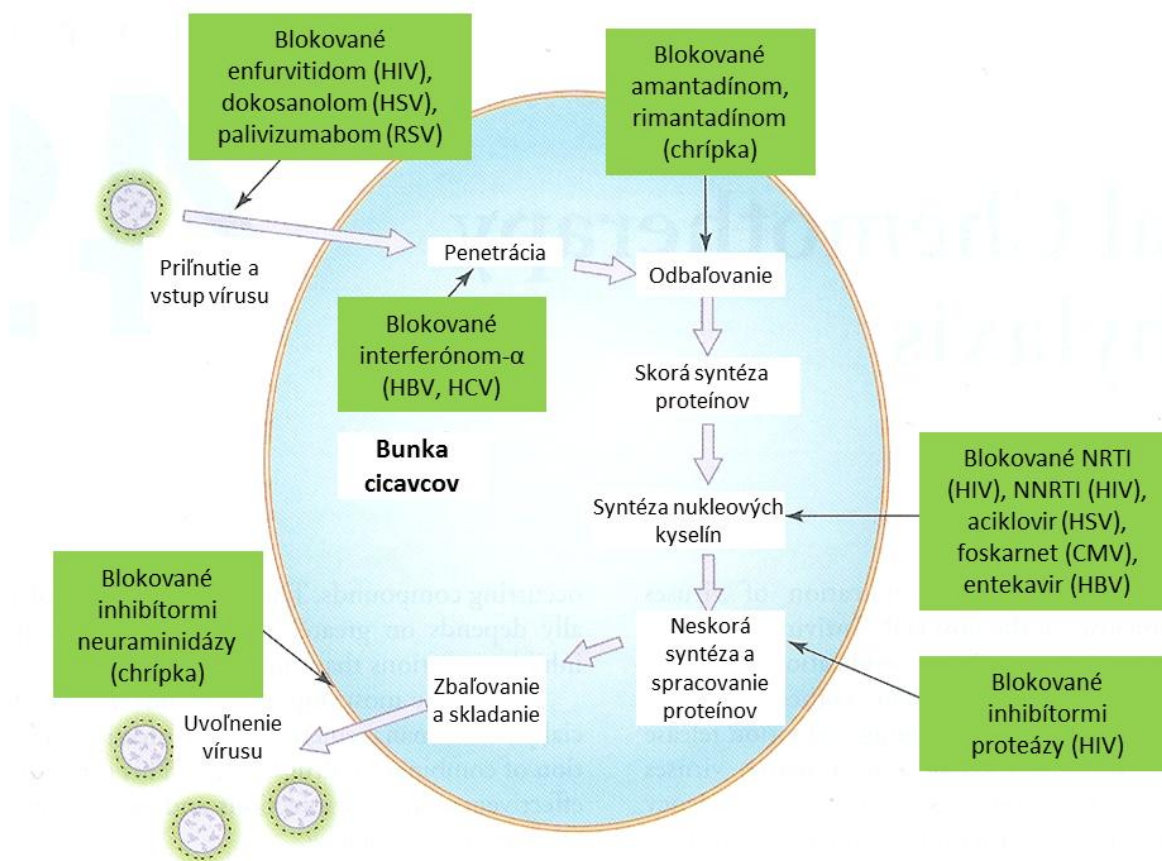 Blokované
enfurvitidom (HIV),
dokosanolom (HSV),
palivizumabom (RSV)
Blokované
amantadínom,
rimantadínom
(chrípka)
Priľnutie a
vstup vírusu
Penetrácia
Odbaľovanie
Blokované
interferónom-α
(HBV, HCV)
Skorá syntéza
proteínov
Bunka
cicavcov
Syntéza nukleových
kyselín
Blokované NRTI
(HIV), NNRTI (HIV),
aciklovir (HSV),
foskarnet (CMV),
entekavir (HBV)
Blokované
inhibítormi
neuraminidázy
(chrípka)
Neskorá
syntéza a
spracovanie
proteínov
Blokované
inhibítormi
proteázy (HIV)
Zbaľovanie
a skladanie
Uvoľnenie
vírusu